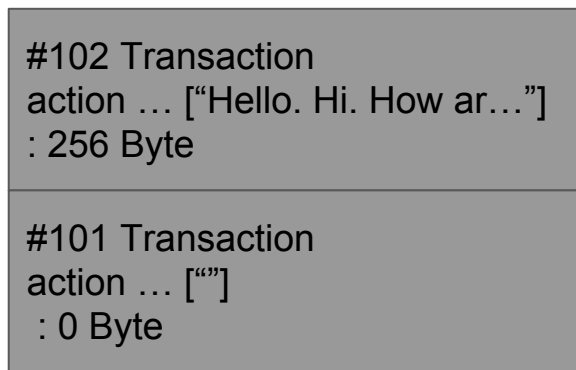 #102 Transaction
action … [“Hello. Hi. How ar…”]
: 256 Byte
#101 Transaction
action … [“”]
: 0 Byte